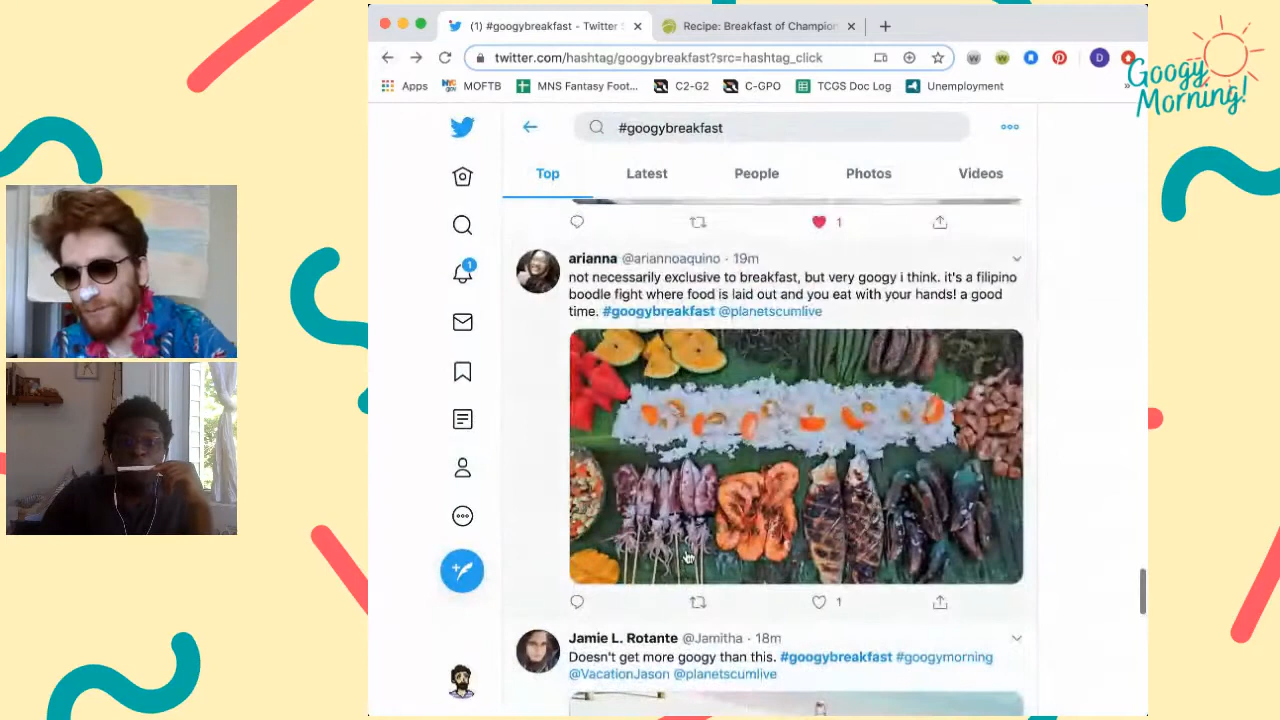 (1) #googybreakfast - Twitter S
Recipe: Breakfast of Champion
twitter.com/hashtag/googybreakfast?src=hashtag_click
Googy
Morning!
Apps
MOFTB
MNS Fantasy Foot...
C2-G2
C-GPO
TCGS Doc Log
Unemployment
#googybreakfast
Top
Latest
People
Photos
Videos
1
arianna @ariannoaquino · 19m
not necessarily exclusive to breakfast, but very googy i think. it's a filipino
boodle fight where food is laid out and you eat with your hands! a good
time. #googybreakfast @planetscumlive
1
1
Jamie L. Rotante @Jamitha · 18m
Doesn't get more googy than this. #googybreakfast #googymorning
@VacationJason @planetscumlive